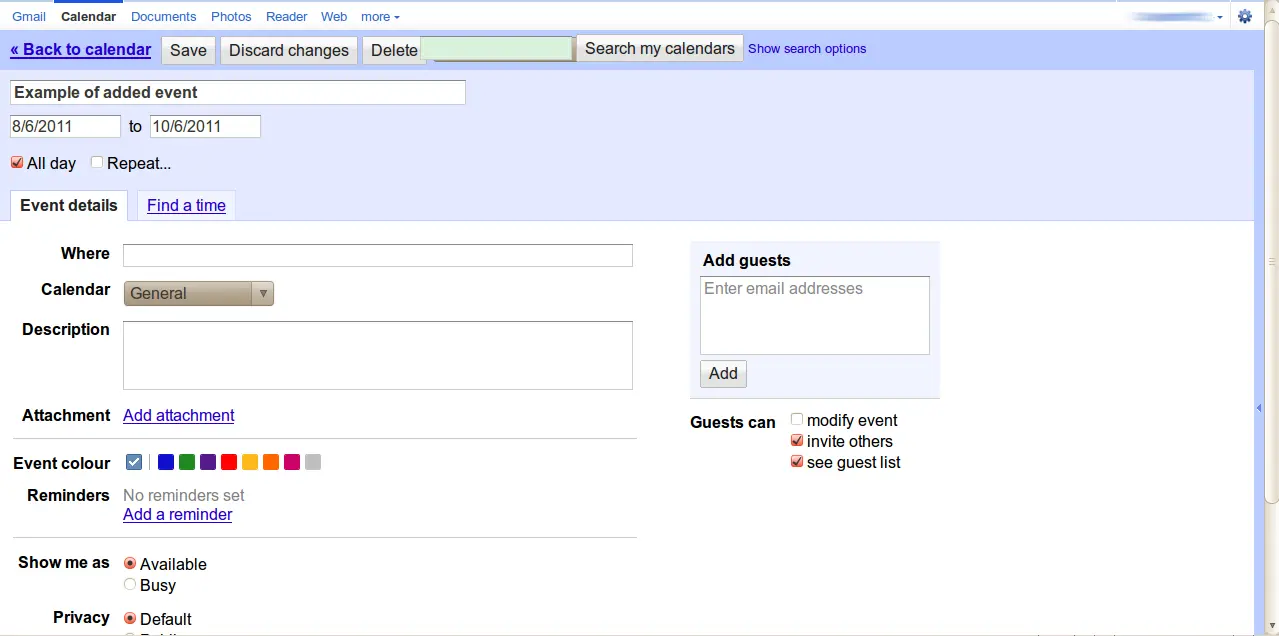 Gmail Calendar Documents Photos Reader Web more
« Back to calendar Save Discard changes Delete Search my calendars Show search options
Example of added event
8/6/2011 to 10/6/2011
All day Repeat...
Event details Find a time
Where
Calendar General
Description
Attachment Add attachment
Event colour
Reminders No reminders set
Add a reminder
Show me as Available
Busy
Privacy Default
Add guests
Enter email addresses
Add
Guests can modify event
invite others
see guest list